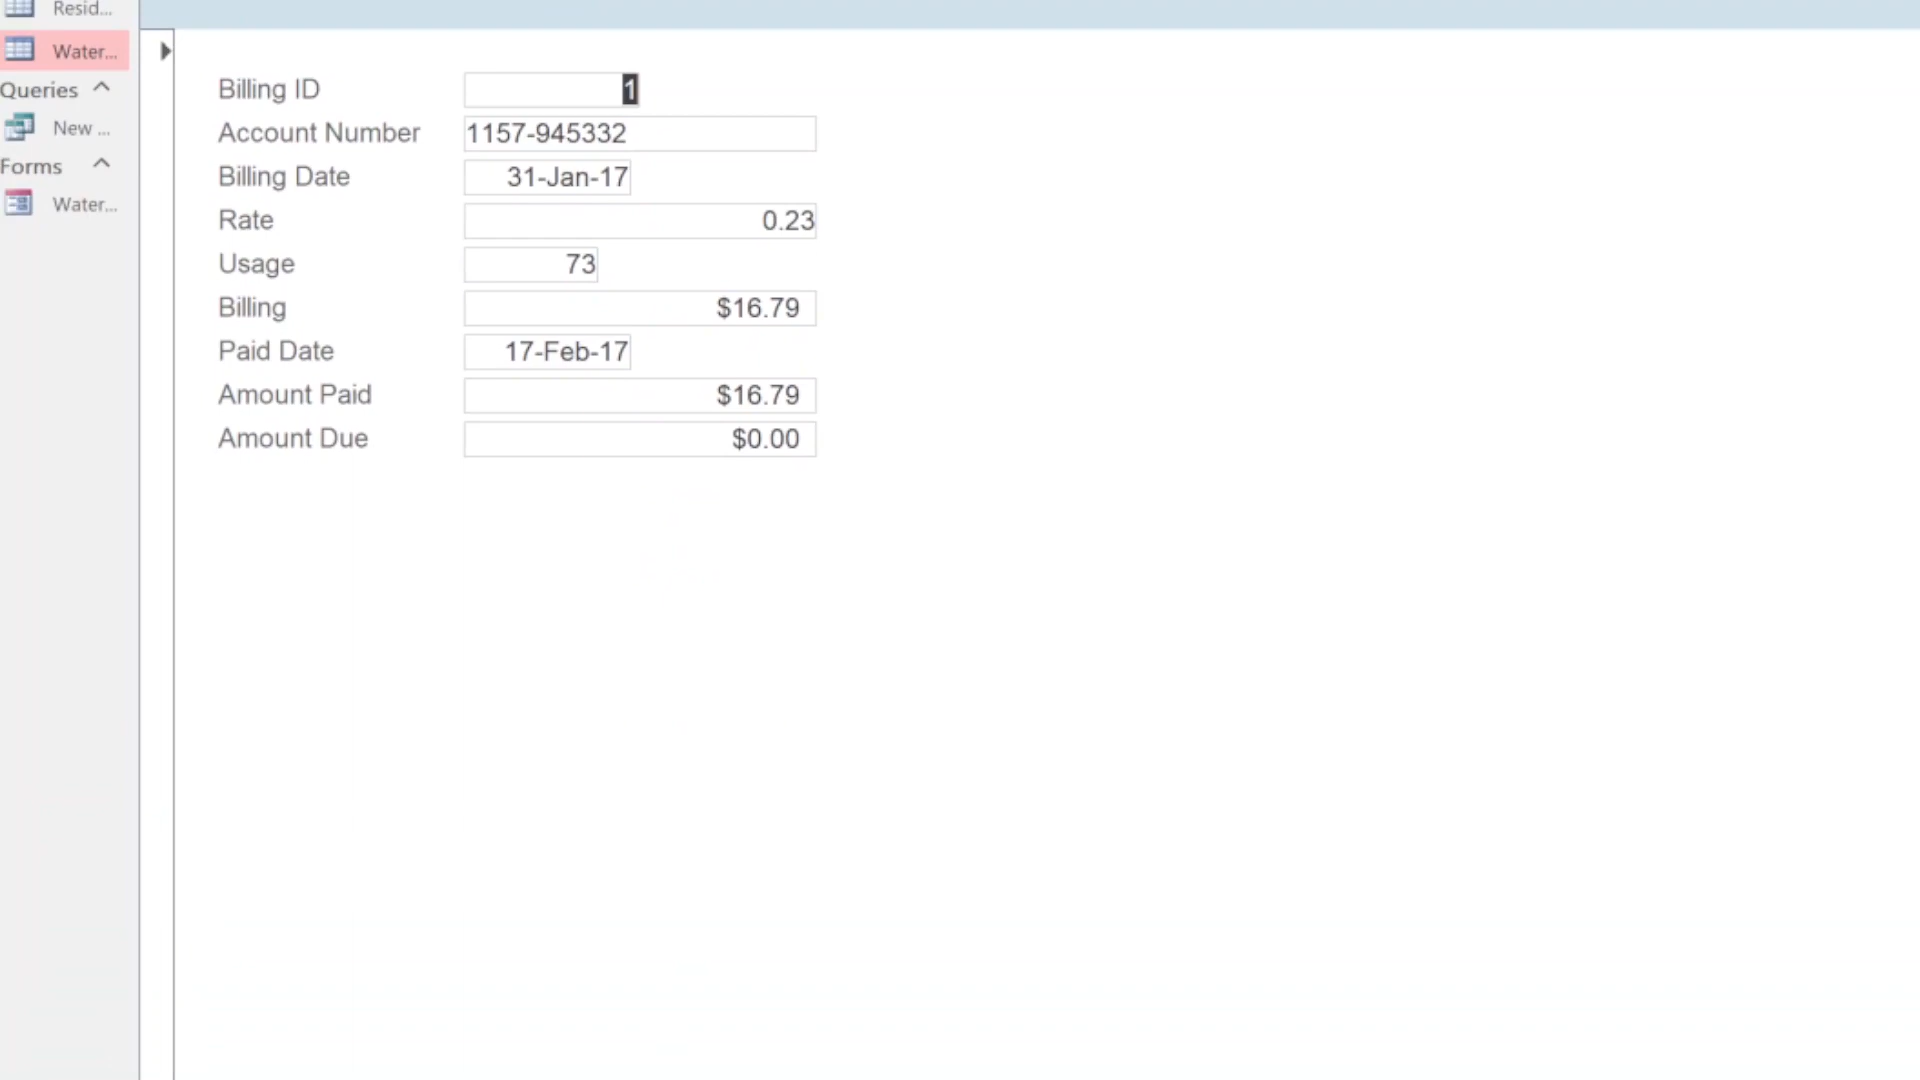 Resid...
Water...
Queries
New ...
Forms
Water...
Billing ID 1
Account Number 1157-945332
Billing Date 31-Jan-17
Rate 0.23
Usage 73
Billing $16.79
Paid Date 17-Feb-17
Amount Paid $16.79
Amount Due $0.00